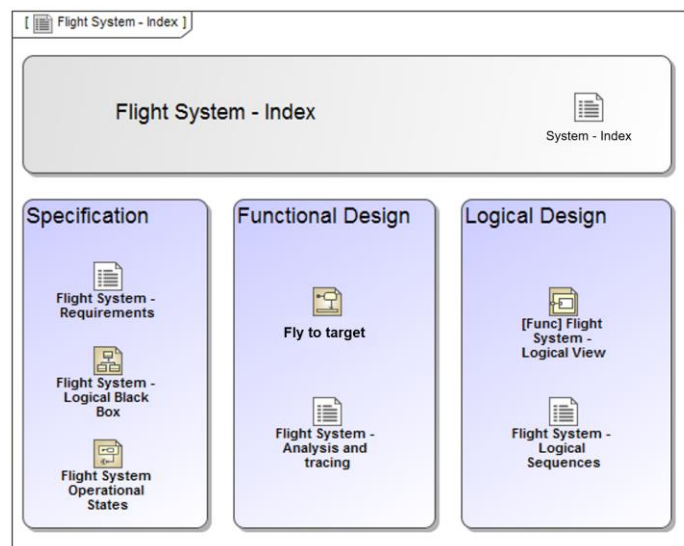 [ Flight System - Index ]
Flight System - Index
System - Index
Specification
Flight System -
Requirements
Flight System -
Logical Black
Box
Flight System
Operational
States
Functional Design
Fly to target
Flight System -
Analysis and
tracing
Logical Design
[Func] Flight
System -
Logical View
Flight System -
Logical
Sequences